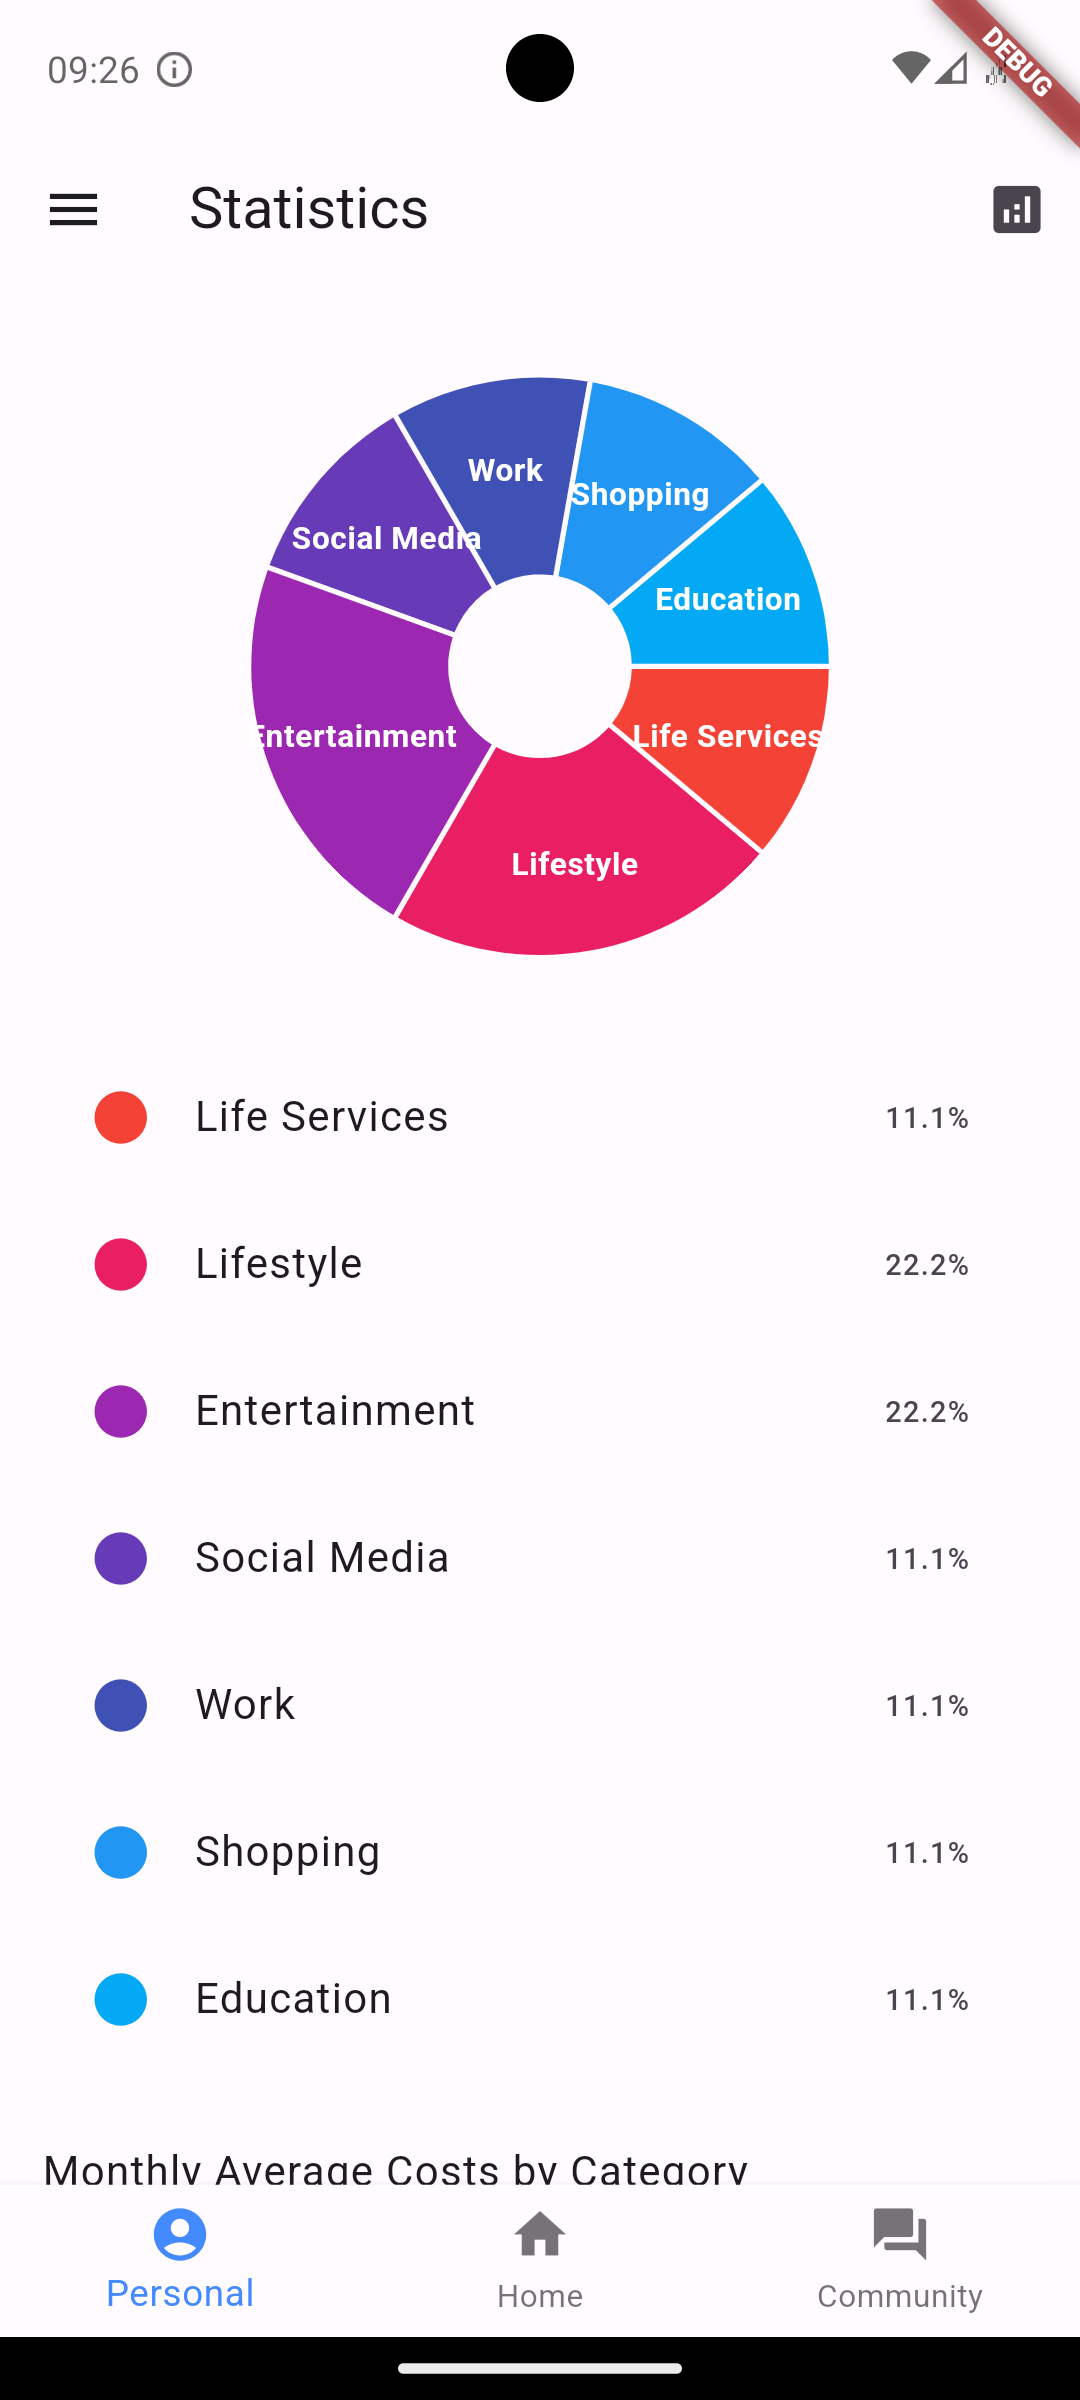 09:26
DEBUG
Statistics
Work
Shopping
Social Media
Education
Entertainment
Life Services
Lifestyle
Life Services 11.1%
Lifestyle 22.2%
Entertainment 22.2%
Social Media 11.1%
Work 11.1%
Shopping 11.1%
Education 11.1%
Monthly Average Costs by Category
Personal Home Community